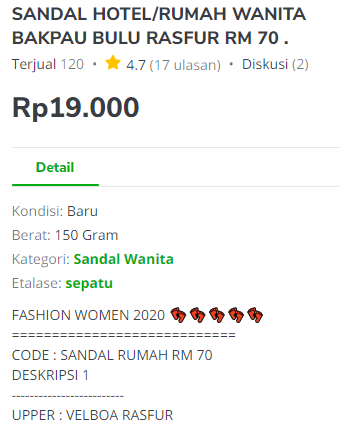 SANDAL HOTEL/RUMAH WANITA
BAKPAU BULU RASFUR RM 70 .
Terjual 120 • ⭐ 4.7 (17 ulasan) • Diskusi (2)
Rp19.000
Detail
Kondisi: Baru
Berat: 150 Gram
Kategori: Sandal Wanita
Etalase: sepatu
FASHION WOMEN 2020 👣👣👣👣👣
============================
CODE : SANDAL RUMAH RM 70
DESKRIPSI 1
-------------------------
UPPER : VELBOA RASFUR